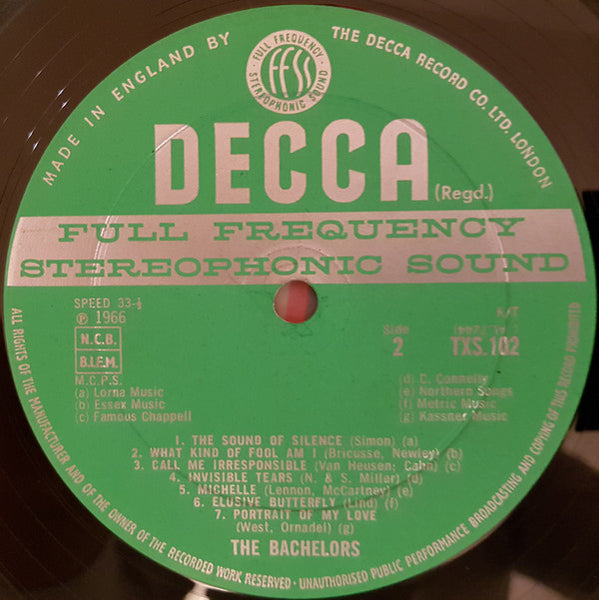 MADE IN ENGLAND BY
THE DECCA RECORD CO. LTD. LONDON
FULL FREQUENCY
ffss
STEREOPHONIC SOUND
DECCA
(Regd.)
FULL FREQUENCY
STEREOPHONIC SOUND
SPEED 33-⅓
Ⓟ 1966
N.C.B.
B.I.E.M.
M.C.P.S.
(a) Lorna Music
(b) Essex Music
(c) Famous Chappell
R/T
Side
2
TXS.102
(d) C. Connelly
(e) Northern Songs
(f) Metric Music
(g) Kassner Music
1. THE SOUND OF SILENCE (Simon) (a)
2. WHAT KIND OF FOOL AM I (Bricusse, Newley) (b)
3. CALL ME IRRESPONSIBLE (Van Heusen; Cahn) (c)
4. INVISIBLE TEARS (N. & S. Miller) (d)
5. MICHELLE (Lennon, McCartney) (e)
6. ELUSIVE BUTTERFLY (Lind) (f)
7. PORTRAIT OF MY LOVE
(West, Ornadel) (g)
THE BACHELORS
ALL RIGHTS OF THE MANUFACTURER AND OF THE OWNER OF THE RECORDED WORK RESERVED · UNAUTHORISED PUBLIC PERFORMANCE BROADCASTING AND COPYING OF THIS RECORD PROHIBITED